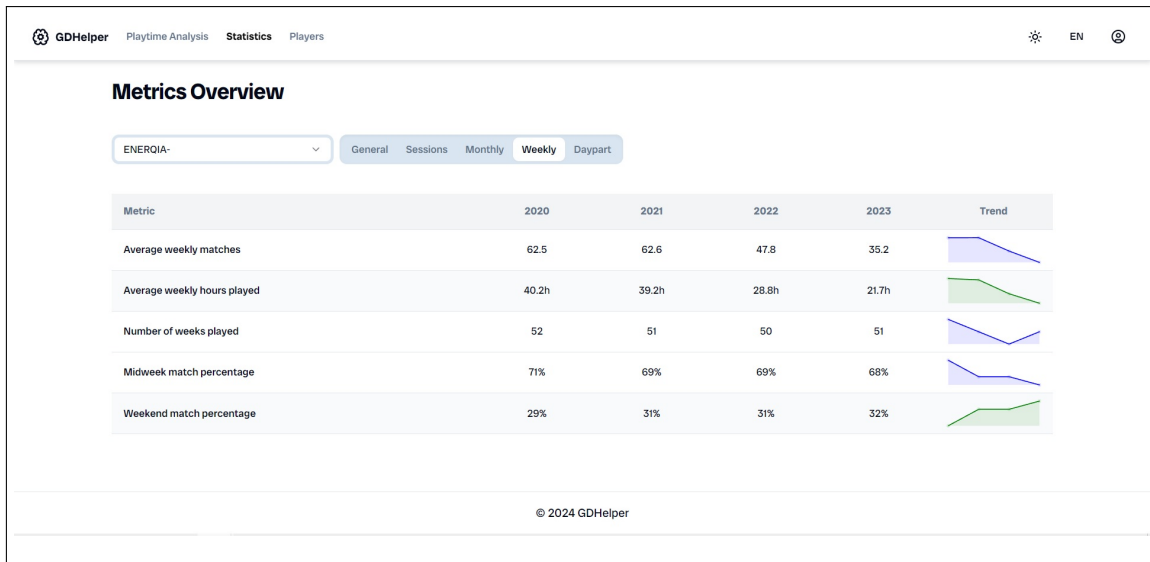 GDHelper Playtime Analysis Statistics Players EN
Metrics Overview
ENERQIA- General Sessions Monthly Weekly Daypart
Metric 2020 2021 2022 2023 Trend
Average weekly matches 62.5 62.6 47.8 35.2
Average weekly hours played 40.2h 39.2h 28.8h 21.7h
Number of weeks played 52 51 50 51
Midweek match percentage 71% 69% 69% 68%
Weekend match percentage 29% 31% 31% 32%
© 2024 GDHelper